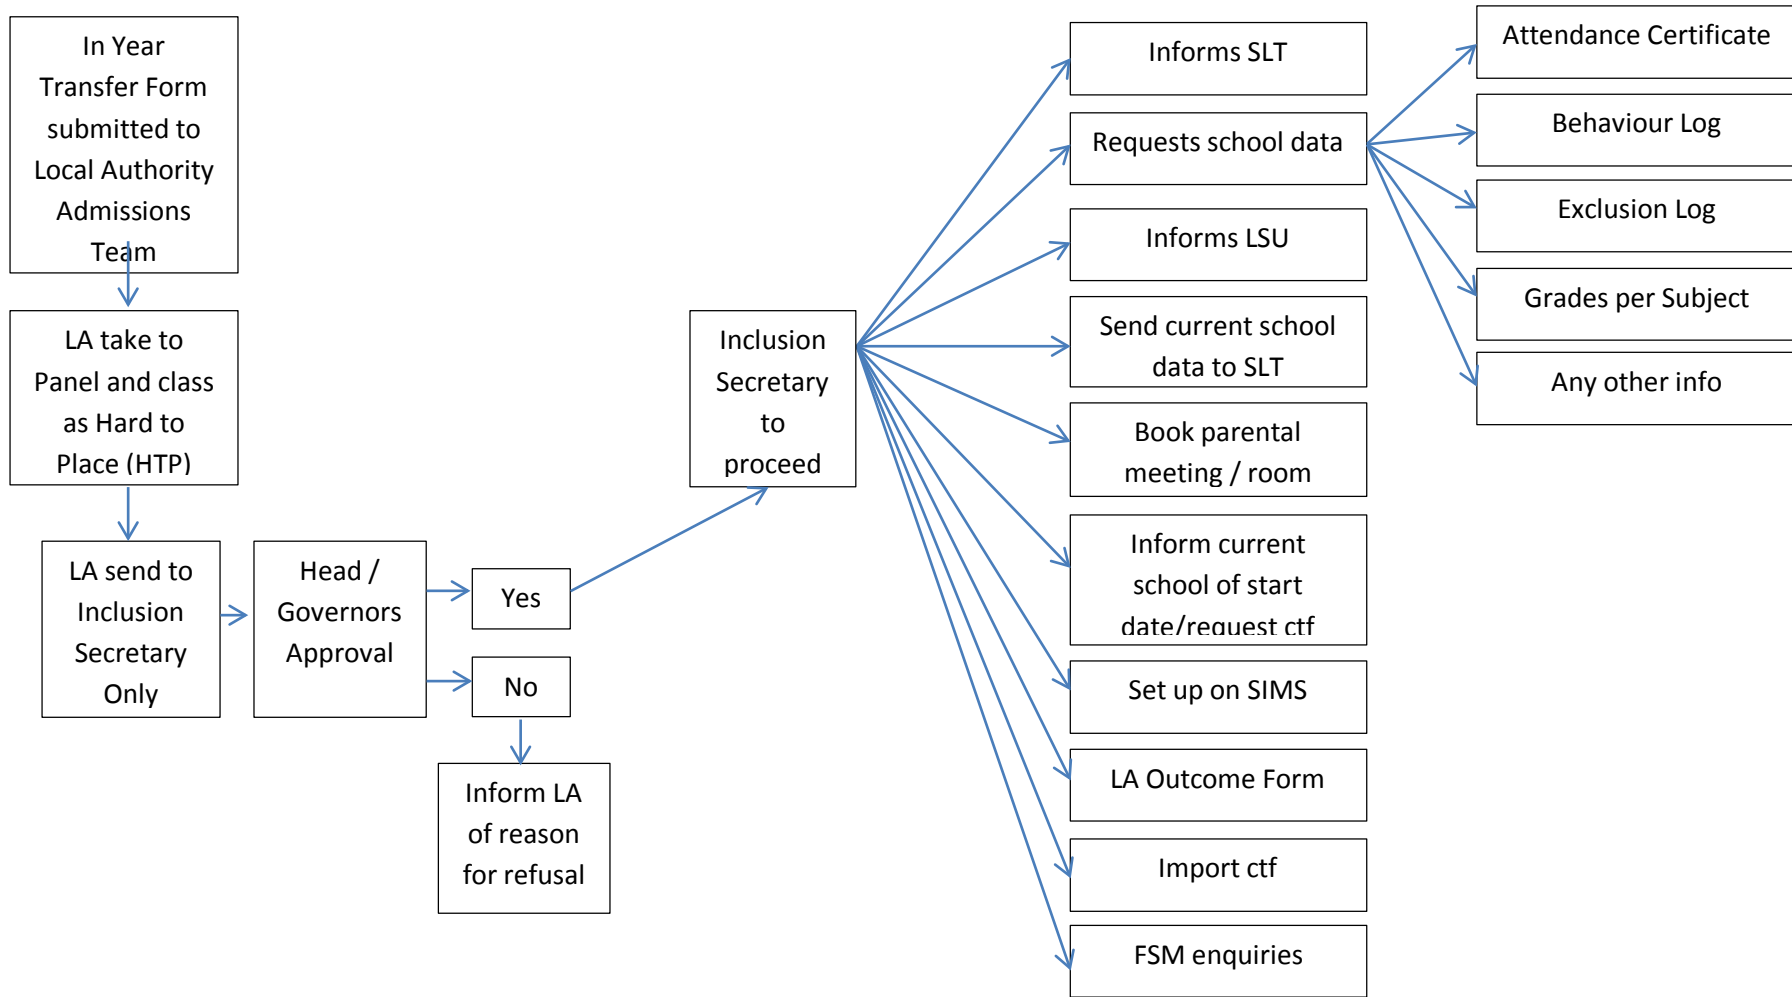 In Year
Transfer Form
submitted to
Local Authority
Admissions
Team
LA take to
Panel and class
as Hard to
Place (HTP)
LA send to
Inclusion
Secretary
Only
Head /
Governors
Approval
Yes
No
Inform LA
of reason
for refusal
Inclusion
Secretary
to
proceed
Informs SLT
Requests school data
Informs LSU
Send current school
data to SLT
Book parental
meeting / room
Inform current
school of start
date/request ctf
Set up on SIMS
LA Outcome Form
Import ctf
FSM enquiries
Attendance Certificate
Behaviour Log
Exclusion Log
Grades per Subject
Any other info